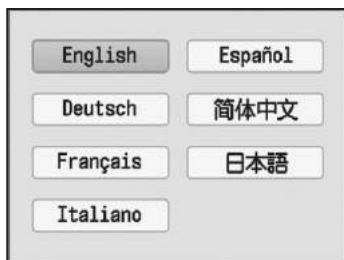 English
Español
Deutsch
简体中文
Français
日本語
Italiano